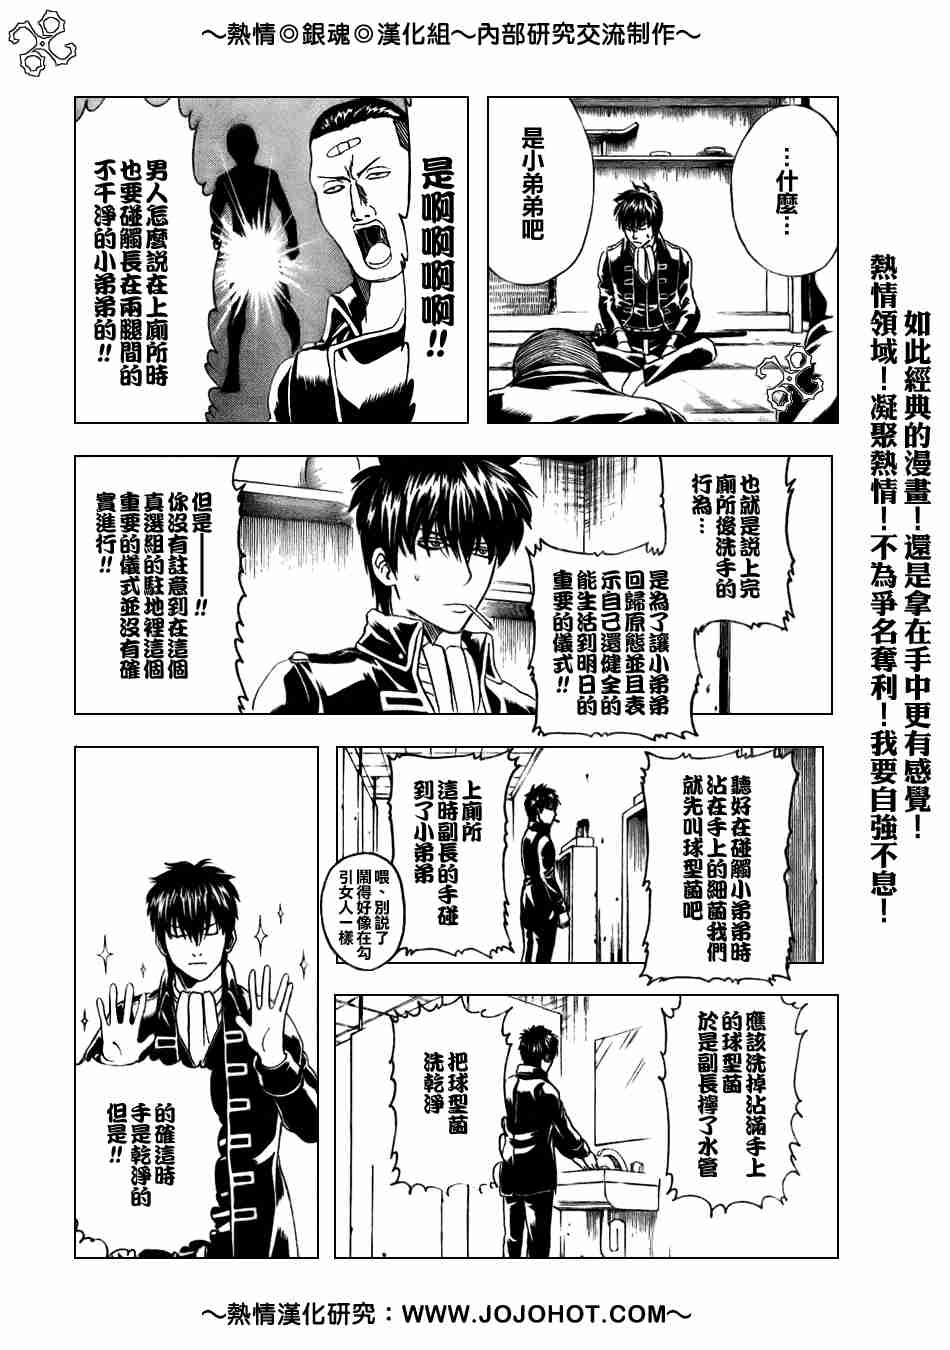 ～熱情◎銀魂◎漢化組～內部研究交流制作～
如此經典的漫畫！還是拿在手中更有感覺！
熱情領域！凝聚熱情！不為爭名奪利！我要自強不息！
…什麼…
是小弟弟吧
是啊啊啊啊!!
男人怎麼説在上廁所時
也要碰觸長在兩腿間的
不干淨的小弟弟的!!
也就是說上完
廁所後洗手的
行為…
是為了讓小弟弟
回歸原態並且表
示自己還健全的
能生活到明日的
重要的儀式!!
但是——!!
你沒有註意到在這個
真選組的駐地裡這個
重要的儀式並沒有確
實進行!!
聽好在碰觸小弟弟時
沾在手上的細菌我們
就先叫球型菌吧
上廁所
這時副長的手碰
到了小弟弟
喂、別説了
鬧得好像在勾
引女人一樣
應該洗掉沾滿手上
的球型菌
於是副長擰了水管
把球型菌
洗乾淨
的確這時
手是乾淨的
但是!!
～熱情漢化研究：WWW.JOJOHOT.COM～